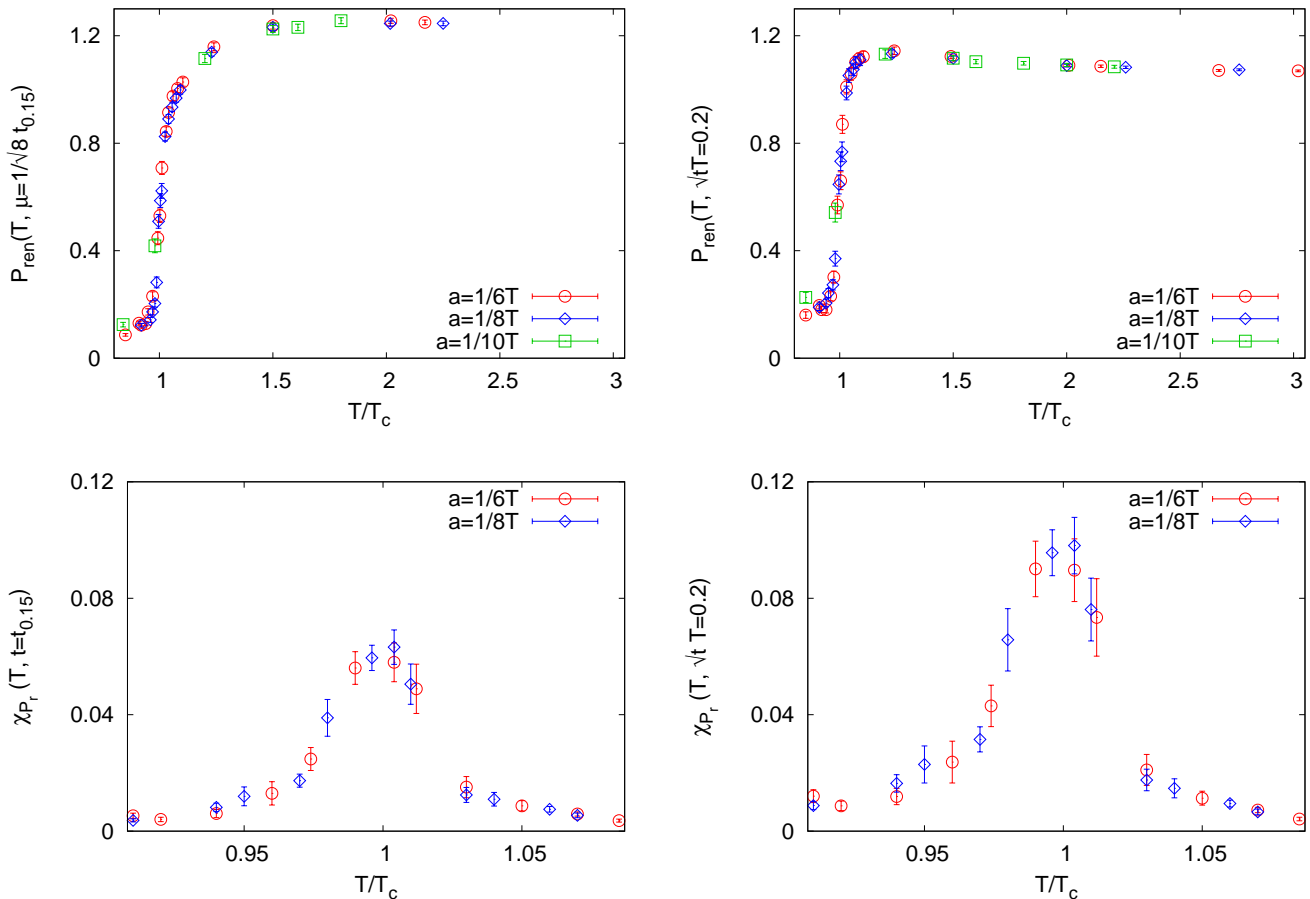 P_ren(T, μ=1/√8 t_0.15)
1.2
0.8
0.4
0
a=1/6T
a=1/8T
a=1/10T
1
1.5
2
2.5
3
T/T_c
P_ren(T, √tT=0.2)
1.2
0.8
0.4
0
a=1/6T
a=1/8T
a=1/10T
1
1.5
2
2.5
3
T/T_c
χ_P_r (T, t=t_0.15)
0.12
0.08
0.04
0
a=1/6T
a=1/8T
0.95
1
1.05
T/T_c
χ_P_r (T, √t T=0.2)
0.12
0.08
0.04
0
a=1/6T
a=1/8T
0.95
1
1.05
T/T_c